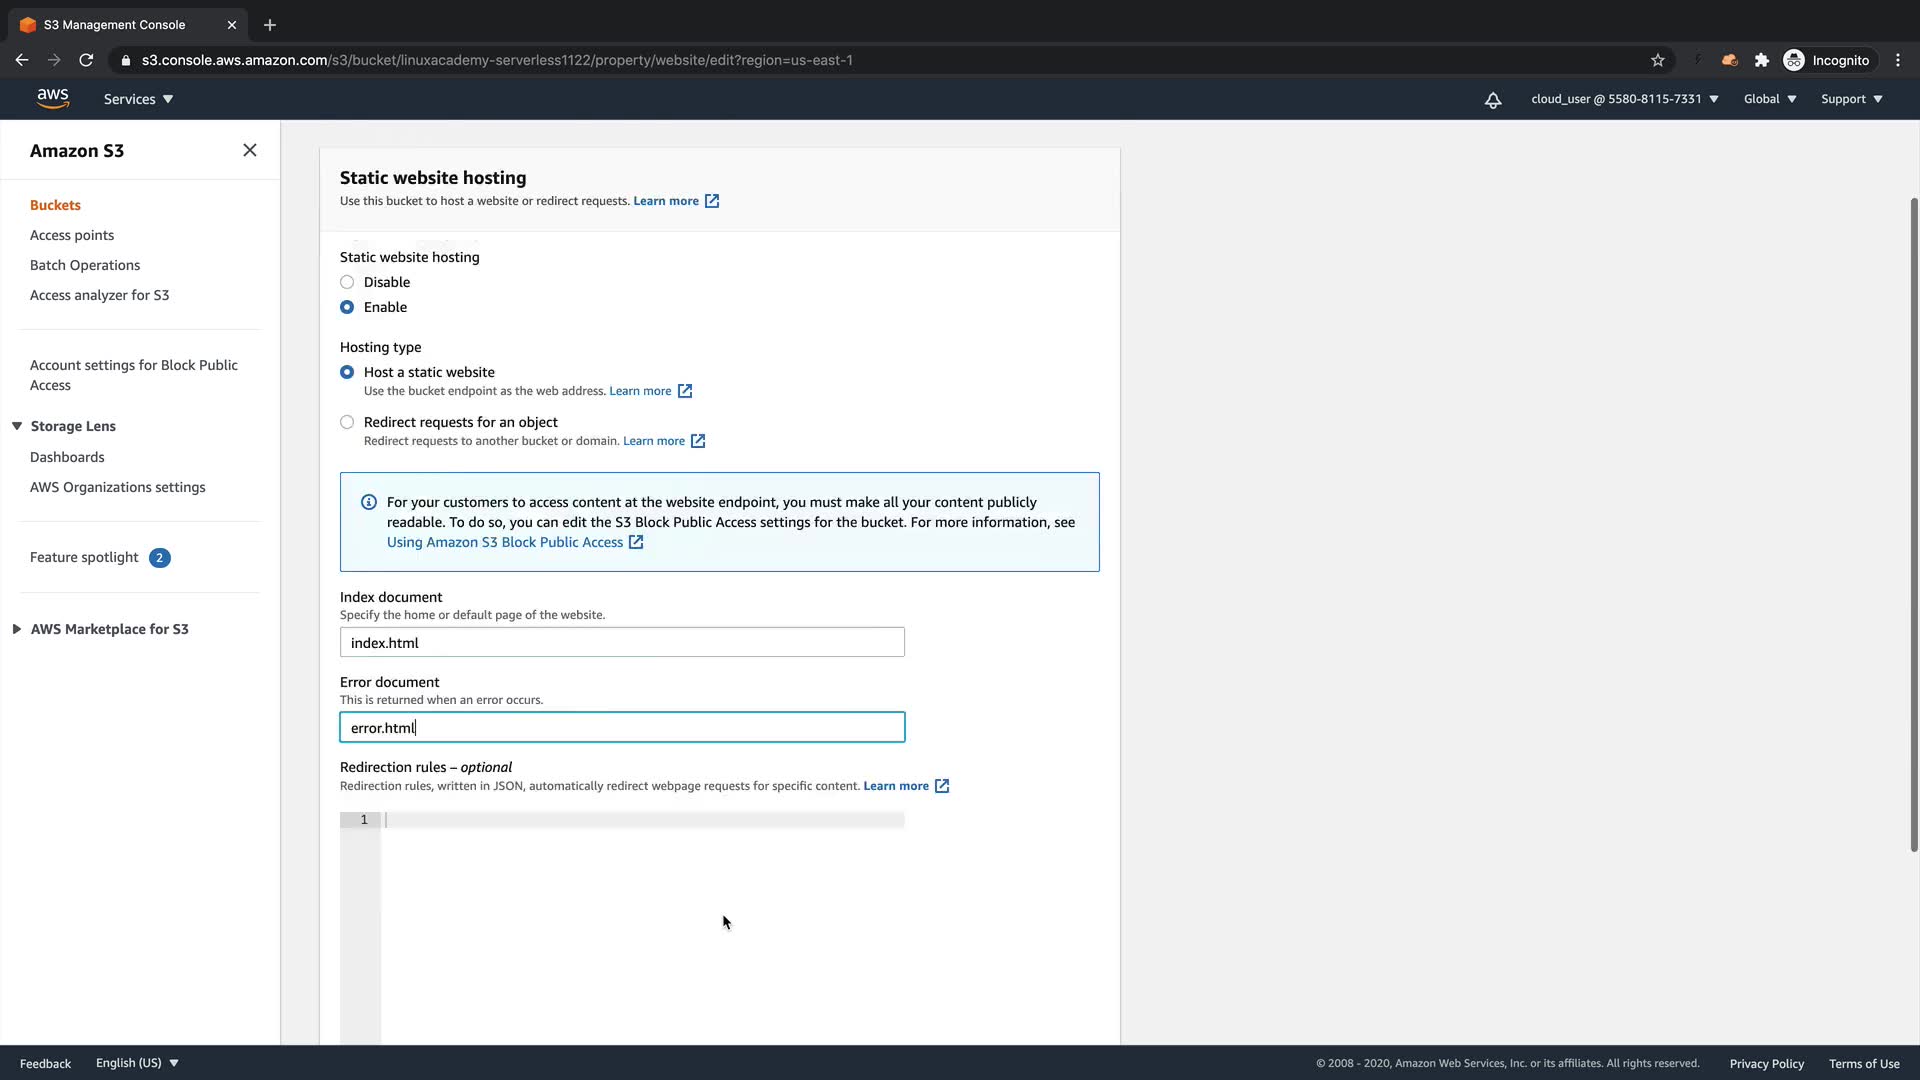 S3 Management Console
s3.console.aws.amazon.com/s3/bucket/linuxacademy-serverless1122/property/website/edit?region=us-east-1
Incognito
aws
Services
cloud_user @ 5580-8115-7331
Global
Support
Amazon S3
Buckets
Access points
Batch Operations
Access analyzer for S3
Account settings for Block Public
Access
Storage Lens
Dashboards
AWS Organizations settings
Feature spotlight 2
AWS Marketplace for S3
Static website hosting
Use this bucket to host a website or redirect requests. Learn more
Static website hosting
Disable
Enable
Hosting type
Host a static website
Use the bucket endpoint as the web address. Learn more
Redirect requests for an object
Redirect requests to another bucket or domain. Learn more
For your customers to access content at the website endpoint, you must make all your content publicly
readable. To do so, you can edit the S3 Block Public Access settings for the bucket. For more information, see
Using Amazon S3 Block Public Access
Index document
Specify the home or default page of the website.
index.html
Error document
This is returned when an error occurs.
error.html
Redirection rules – optional
Redirection rules, written in JSON, automatically redirect webpage requests for specific content. Learn more
1
Feedback
English (US)
© 2008 - 2020, Amazon Web Services, Inc. or its affiliates. All rights reserved.
Privacy Policy
Terms of Use